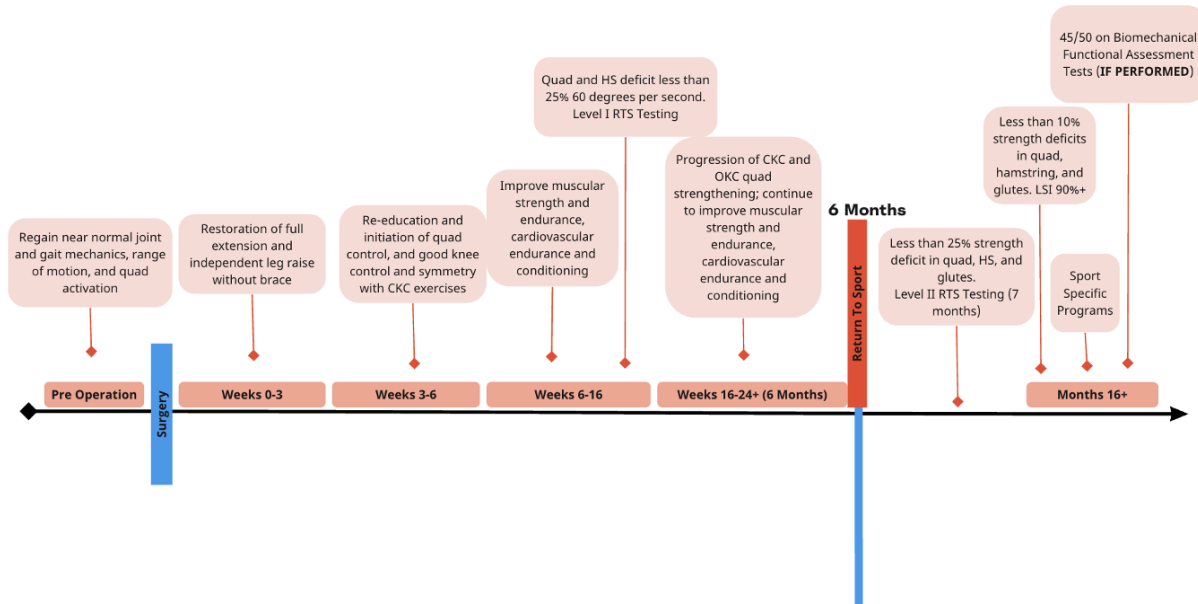 Regain near normal joint
and gait mechanics, range
of motion, and quad
activation
Pre Operation
Surgery
Restoration of full
extension and
independent leg raise
without brace
Weeks 0-3
Re-education and
initiation of quad
control, and good knee
control and symmetry
with CKC exercises
Weeks 3-6
Improve muscular
strength and
endurance,
cardiovascular
endurance and
conditioning
Quad and HS deficit less than
25% 60 degrees per second.
Level I RTS Testing
Weeks 6-16
Progression of CKC and
OKC quad
strengthening; continue
to improve muscular
strength and
endurance,
cardiovascular
endurance and
conditioning
Weeks 16-24+ (6 Months)
6 Months
Return To Sport
Less than 25% strength
deficit in quad, HS, and
glutes.
Level II RTS Testing (7
months)
Less than 10%
strength deficits
in quad,
hamstring, and
glutes. LSI 90%+
Sport
Specific
Programs
45/50 on Biomechanical
Functional Assessment
Tests (IF PERFORMED)
Months 16+